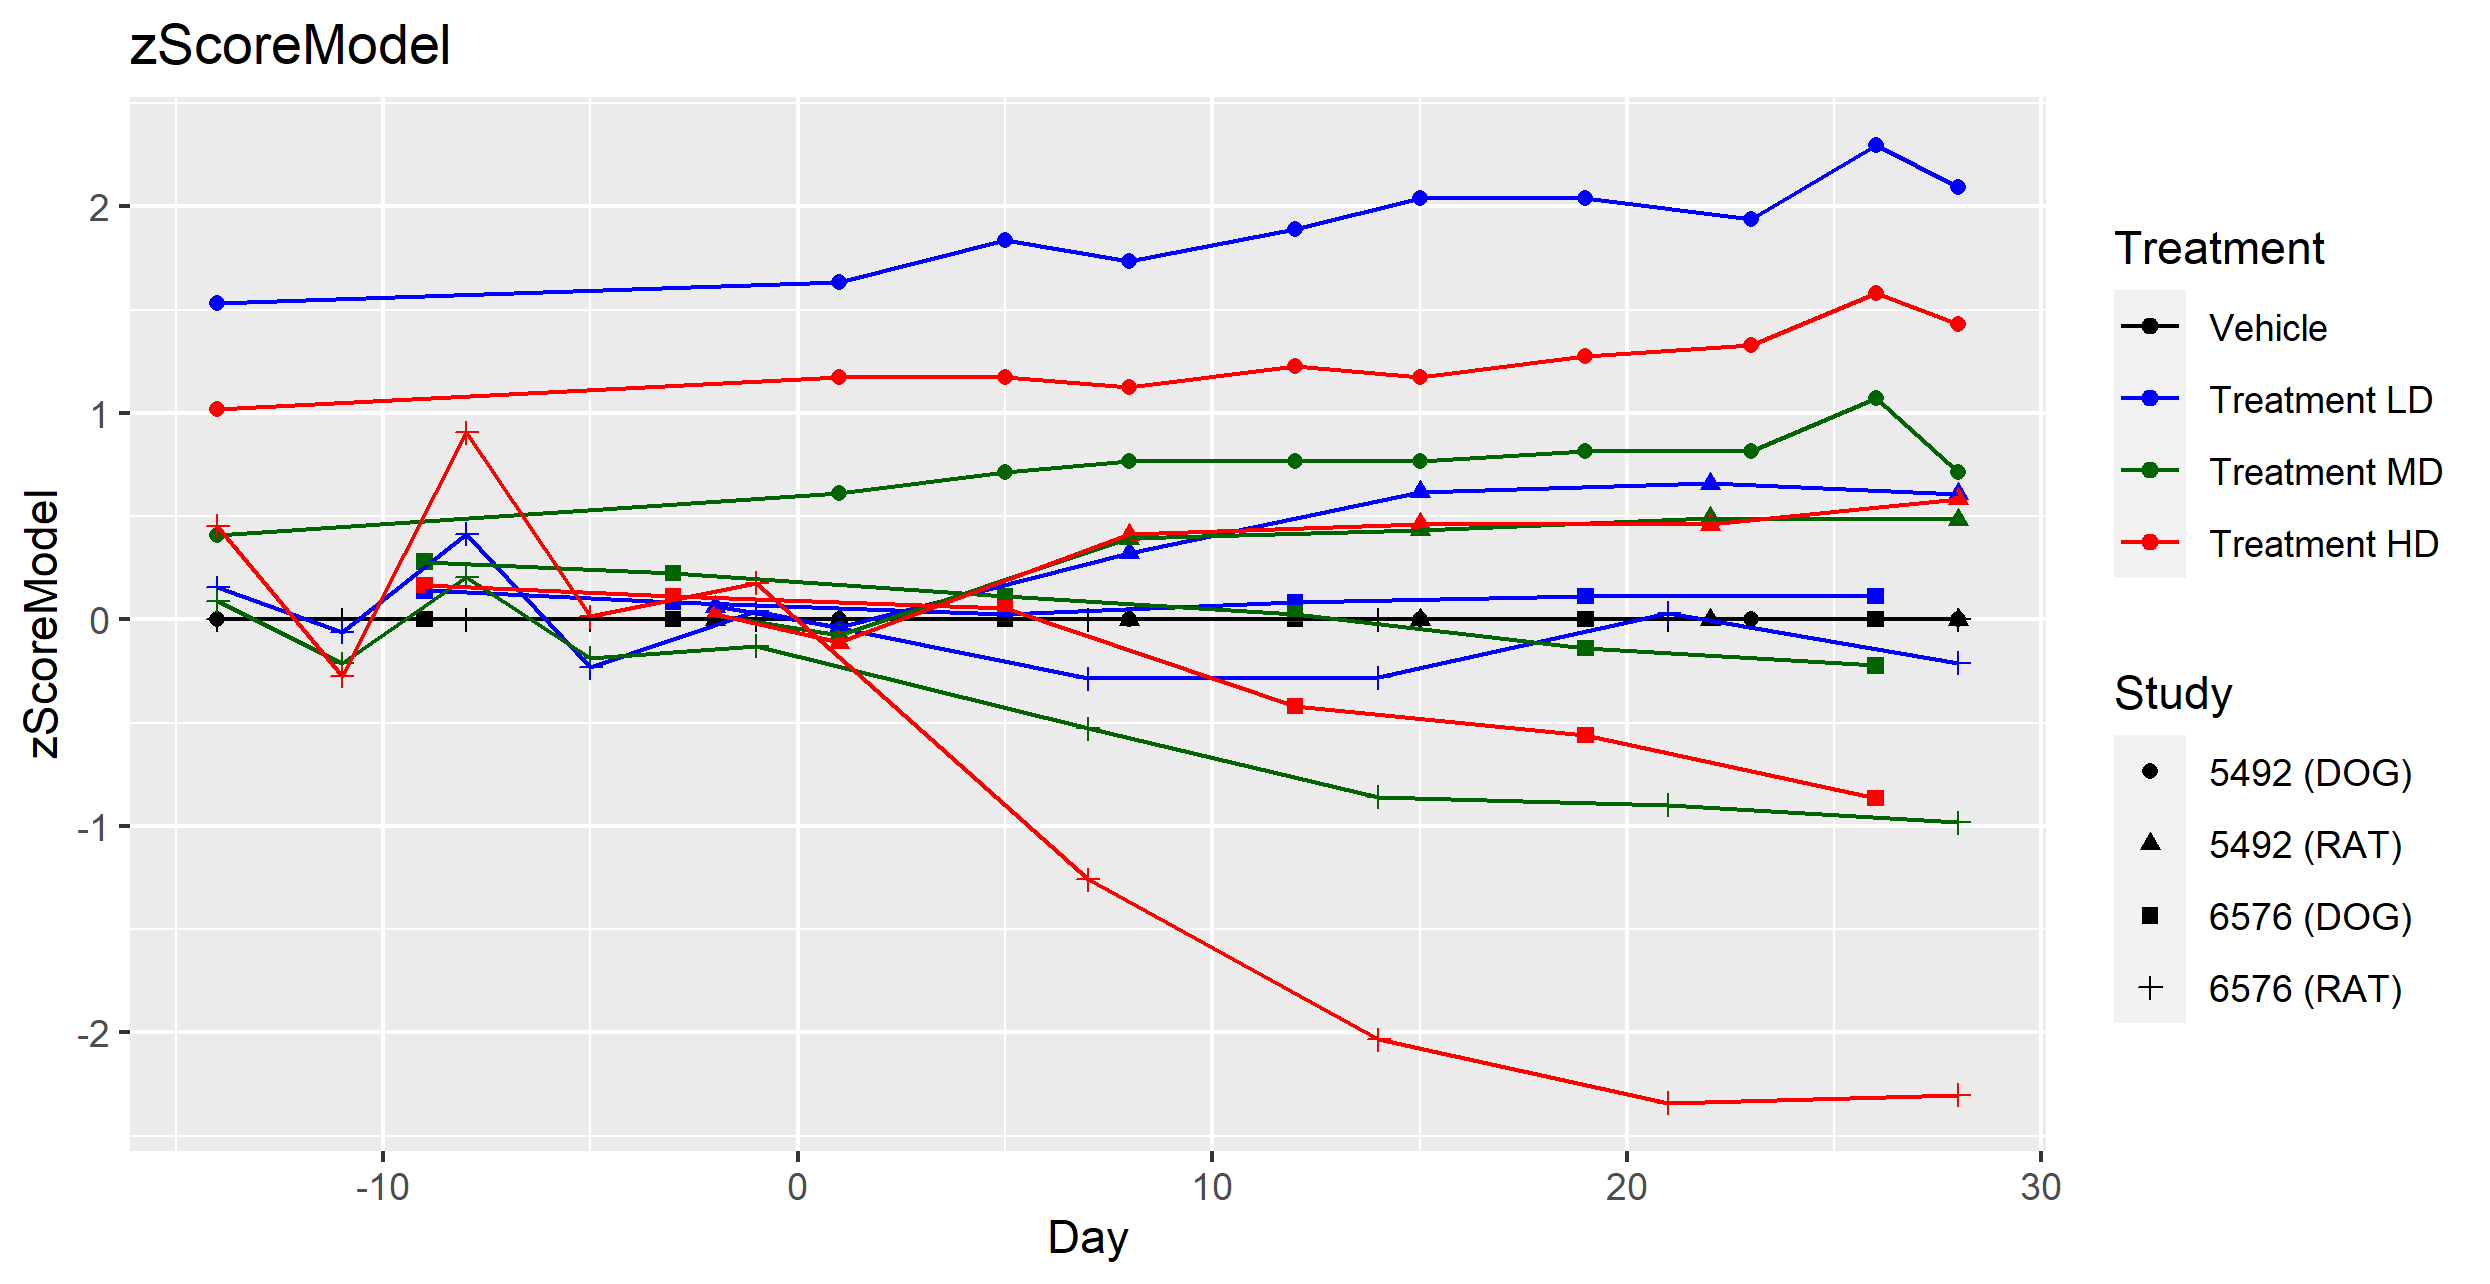 zScoreModel
zScoreModel
2
1
0
-1
-2
-10
0
10
20
30
Day
Treatment
Vehicle
Treatment LD
Treatment MD
Treatment HD
Study
5492 (DOG)
5492 (RAT)
6576 (DOG)
6576 (RAT)